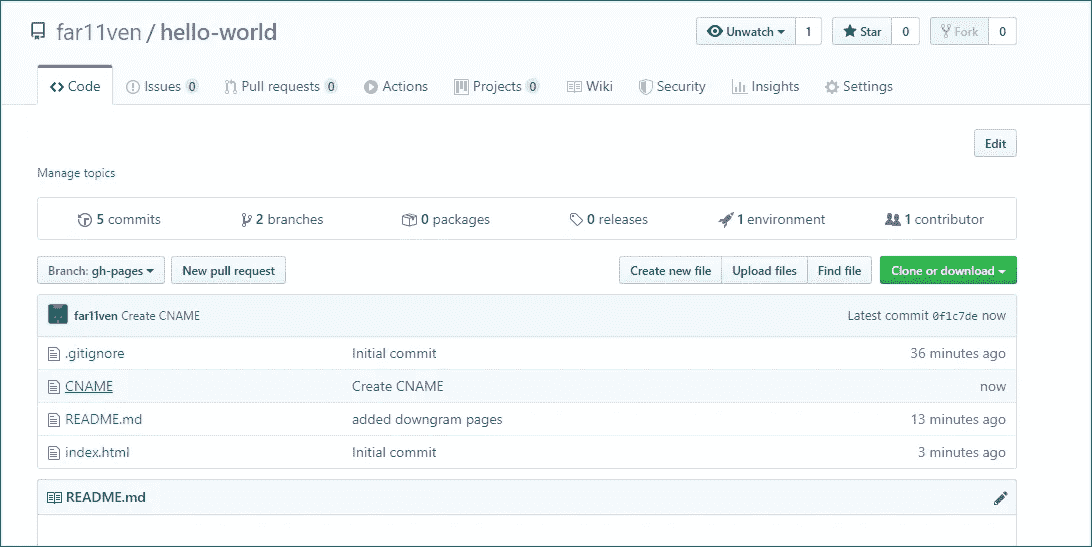 far11ven / hello-world
Unwatch 1 Star 0 Fork 0
Code Issues 0 Pull requests 0 Actions Projects 0 Wiki Security Insights Settings
Edit
Manage topics
5 commits 2 branches 0 packages 0 releases 1 environment 1 contributor
Branch: gh-pages New pull request Create new file Upload files Find file Clone or download
far11ven Create CNAME Latest commit 0f1c7de now
.gitignore Initial commit 36 minutes ago
CNAME Create CNAME now
README.md added downgram pages 13 minutes ago
index.html Initial commit 3 minutes ago
README.md